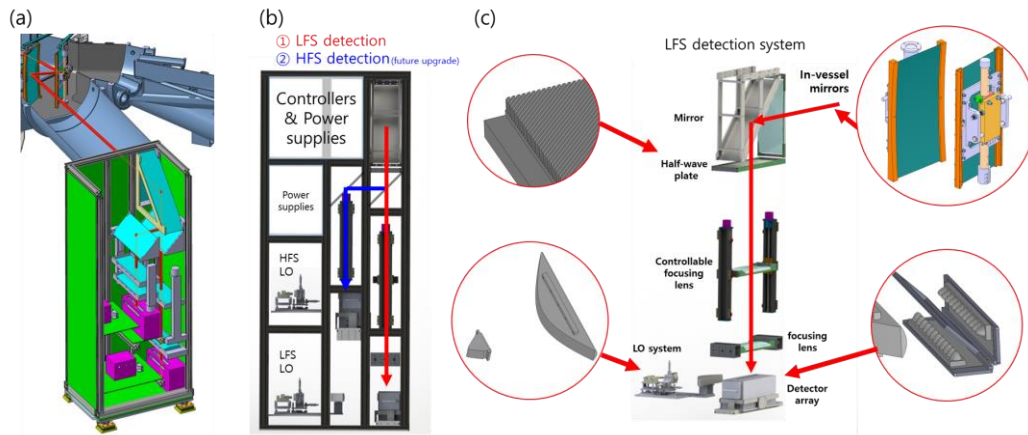 (a)
(b)
① LFS detection
② HFS detection(future upgrade)
Controllers
& Power
supplies
Power
supplies
HFS
LO
LFS
LO
(c)
LFS detection system
In-vessel
mirrors
Mirror
Half-wave
plate
Controllable
focusing
lens
focusing
lens
LO system
Detector
array